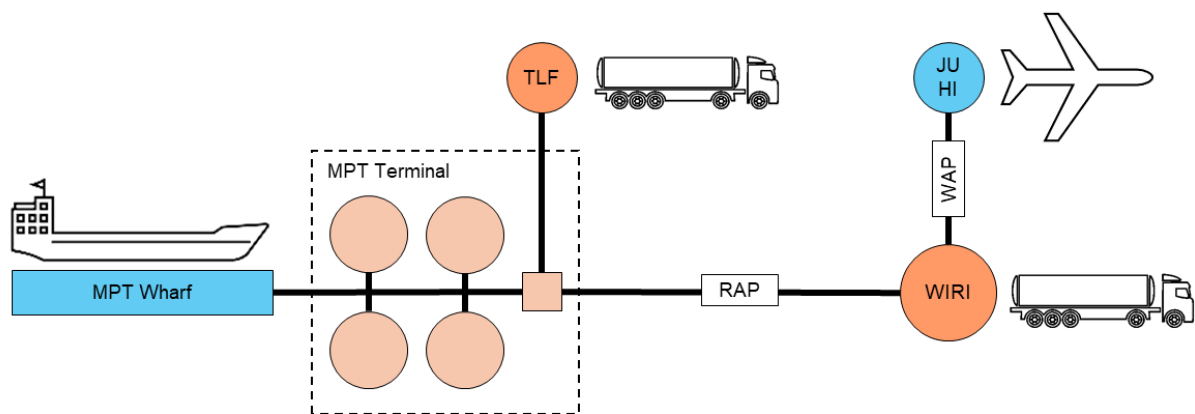 TLF
JU
HI
MPT Terminal
WAP
MPT Wharf
RAP
WIRI